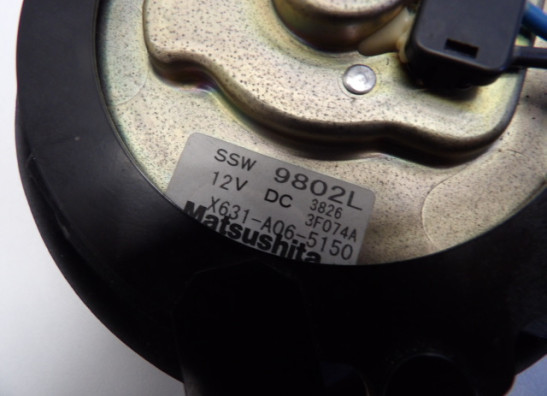 SSW 9802L
12V DC 3826
3F074A
X631-A06-5150
Matsushita